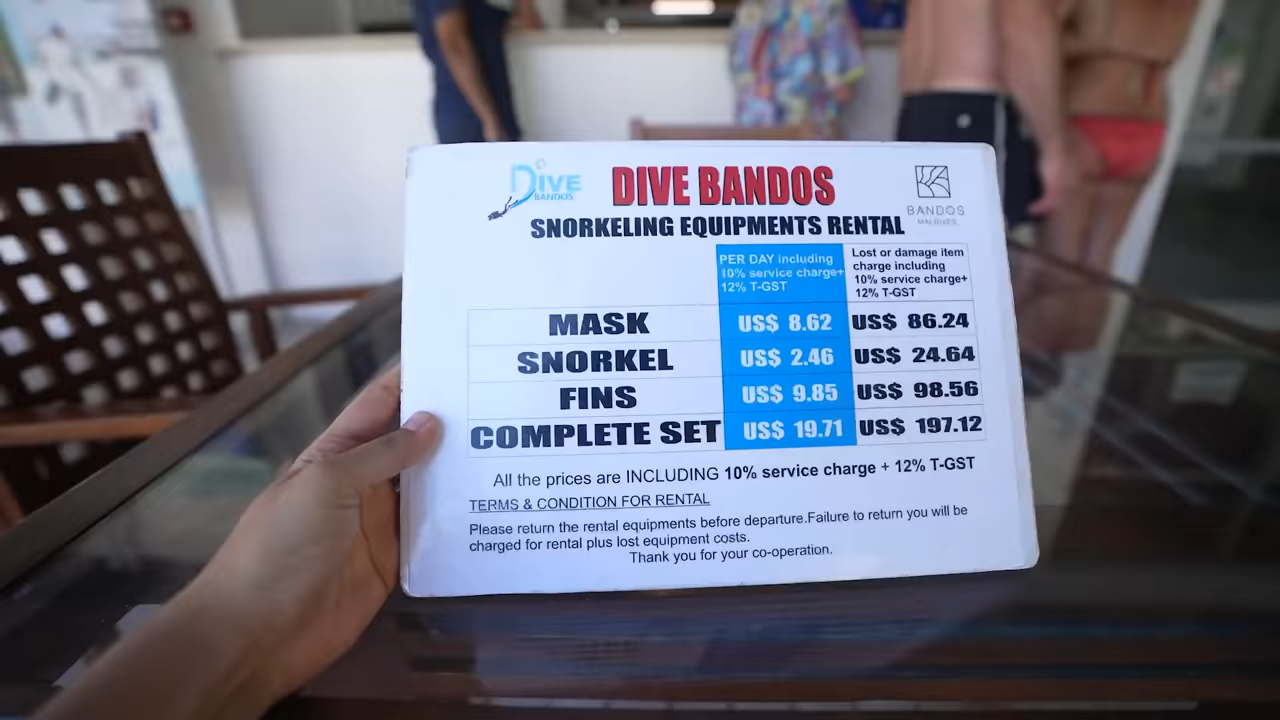 DIVE BANDOS
DIVE BANDOS
BANDOS
MALDIVES
SNORKELING EQUIPMENTS RENTAL
PER DAY including
10% service charge+
12% T-GST
Lost or damage item
charge including
10% service charge+
12% T-GST
MASK US$ 8.62 US$ 86.24
SNORKEL US$ 2.46 US$ 24.64
FINS US$ 9.85 US$ 98.56
COMPLETE SET US$ 19.71 US$ 197.12
All the prices are INCLUDING 10% service charge + 12% T-GST
TERMS & CONDITION FOR RENTAL
Please return the rental equipments before departure.Failure to return you will be
charged for rental plus lost equipment costs.
Thank you for your co-operation.